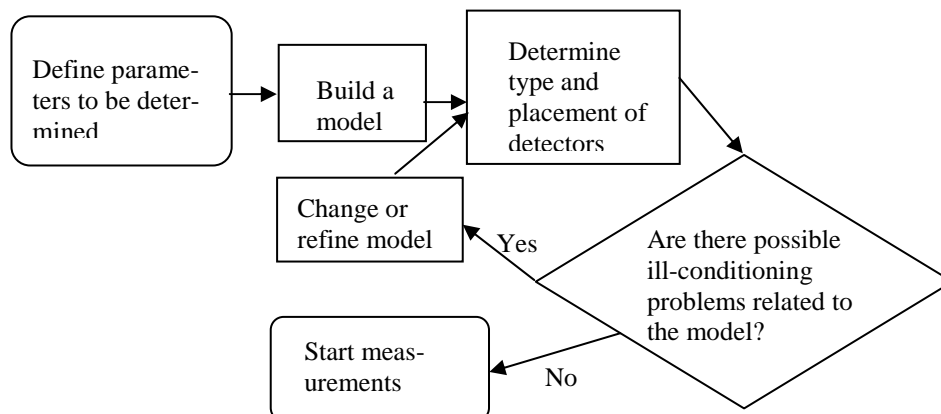 Define parame-
ters to be deter-
mined
Build a
model
Determine
type and
placement of
detectors
Change or
refine model
Yes
Are there possible
ill-conditioning
problems related to
the model?
Start meas-
urements
No